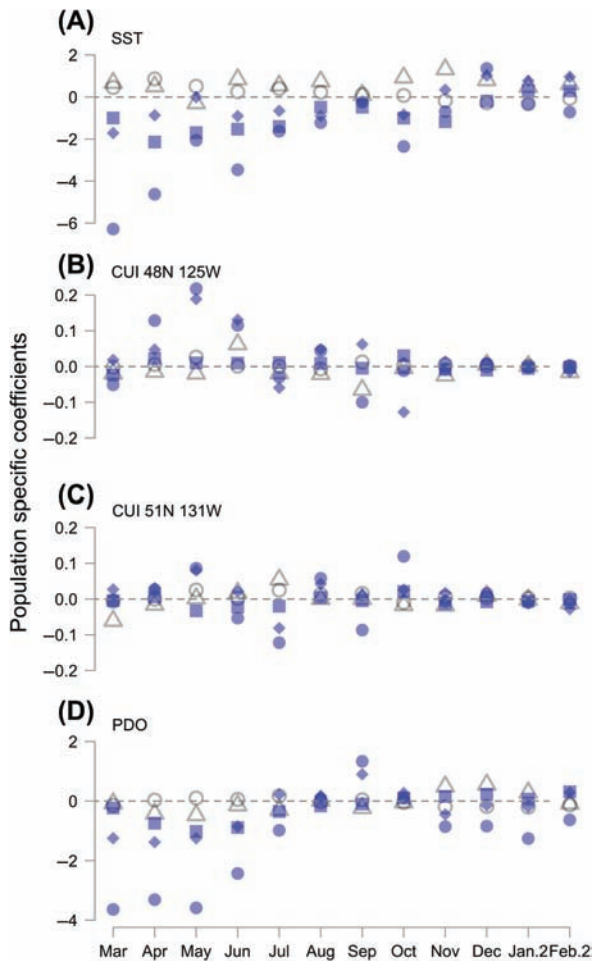 (A)
SST
2
0
–2
–4
–6
(B)
CUI 48N 125W
0.2
0.1
0.0
–0.1
–0.2
(C)
CUI 51N 131W
0.2
0.1
0.0
–0.1
–0.2
(D)
PDO
2
0
–2
–4
Mar Apr May Jun Jul Aug Sep Oct Nov Dec Jan.2 Feb.2
Population specific coefficients